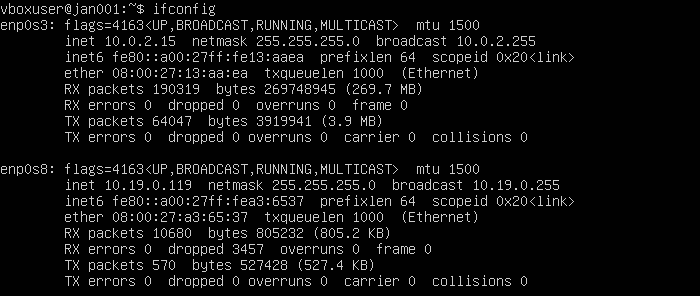 vboxuser@jan001:~$ ifconfig
enp0s3: flags=4163<UP,BROADCAST,RUNNING,MULTICAST>  mtu 1500
        inet 10.0.2.15  netmask 255.255.255.0  broadcast 10.0.2.255
        inet6 fe80::a00:27ff:fe13:aaea  prefixlen 64  scopeid 0x20<link>
        ether 08:00:27:13:aa:ea  txqueuelen 1000  (Ethernet)
        RX packets 190319  bytes 269748945 (269.7 MB)
        RX errors 0  dropped 0  overruns 0  frame 0
        TX packets 64047  bytes 3919941 (3.9 MB)
        TX errors 0  dropped 0 overruns 0  carrier 0  collisions 0

enp0s8: flags=4163<UP,BROADCAST,RUNNING,MULTICAST>  mtu 1500
        inet 10.19.0.119  netmask 255.255.255.0  broadcast 10.19.0.255
        inet6 fe80::a00:27ff:fea3:6537  prefixlen 64  scopeid 0x20<link>
        ether 08:00:27:a3:65:37  txqueuelen 1000  (Ethernet)
        RX packets 10680  bytes 805232 (805.2 KB)
        RX errors 0  dropped 3457  overruns 0  frame 0
        TX packets 570  bytes 527428 (527.4 KB)
        TX errors 0  dropped 0 overruns 0  carrier 0  collisions 0